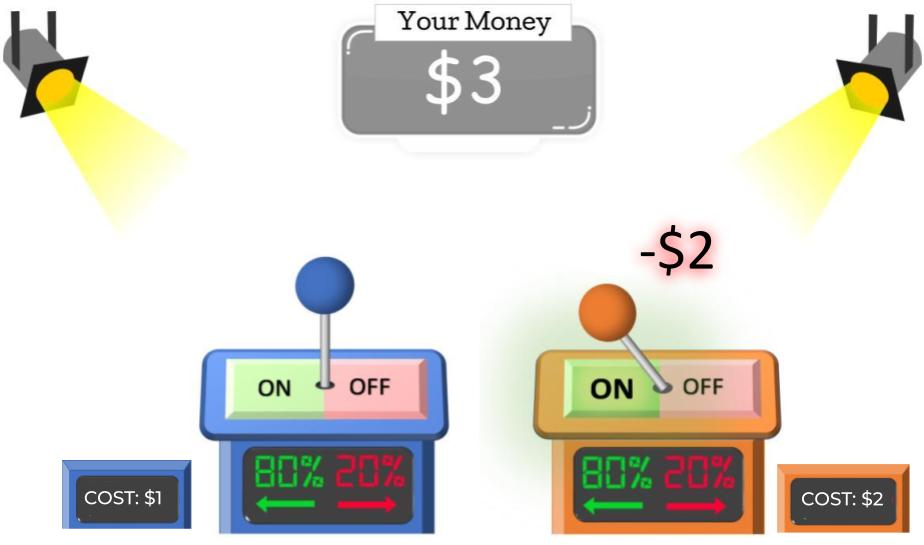 Your Money
$3
-$2
ON OFF
ON OFF
80% 20%
80% 20%
COST: $1
COST: $2